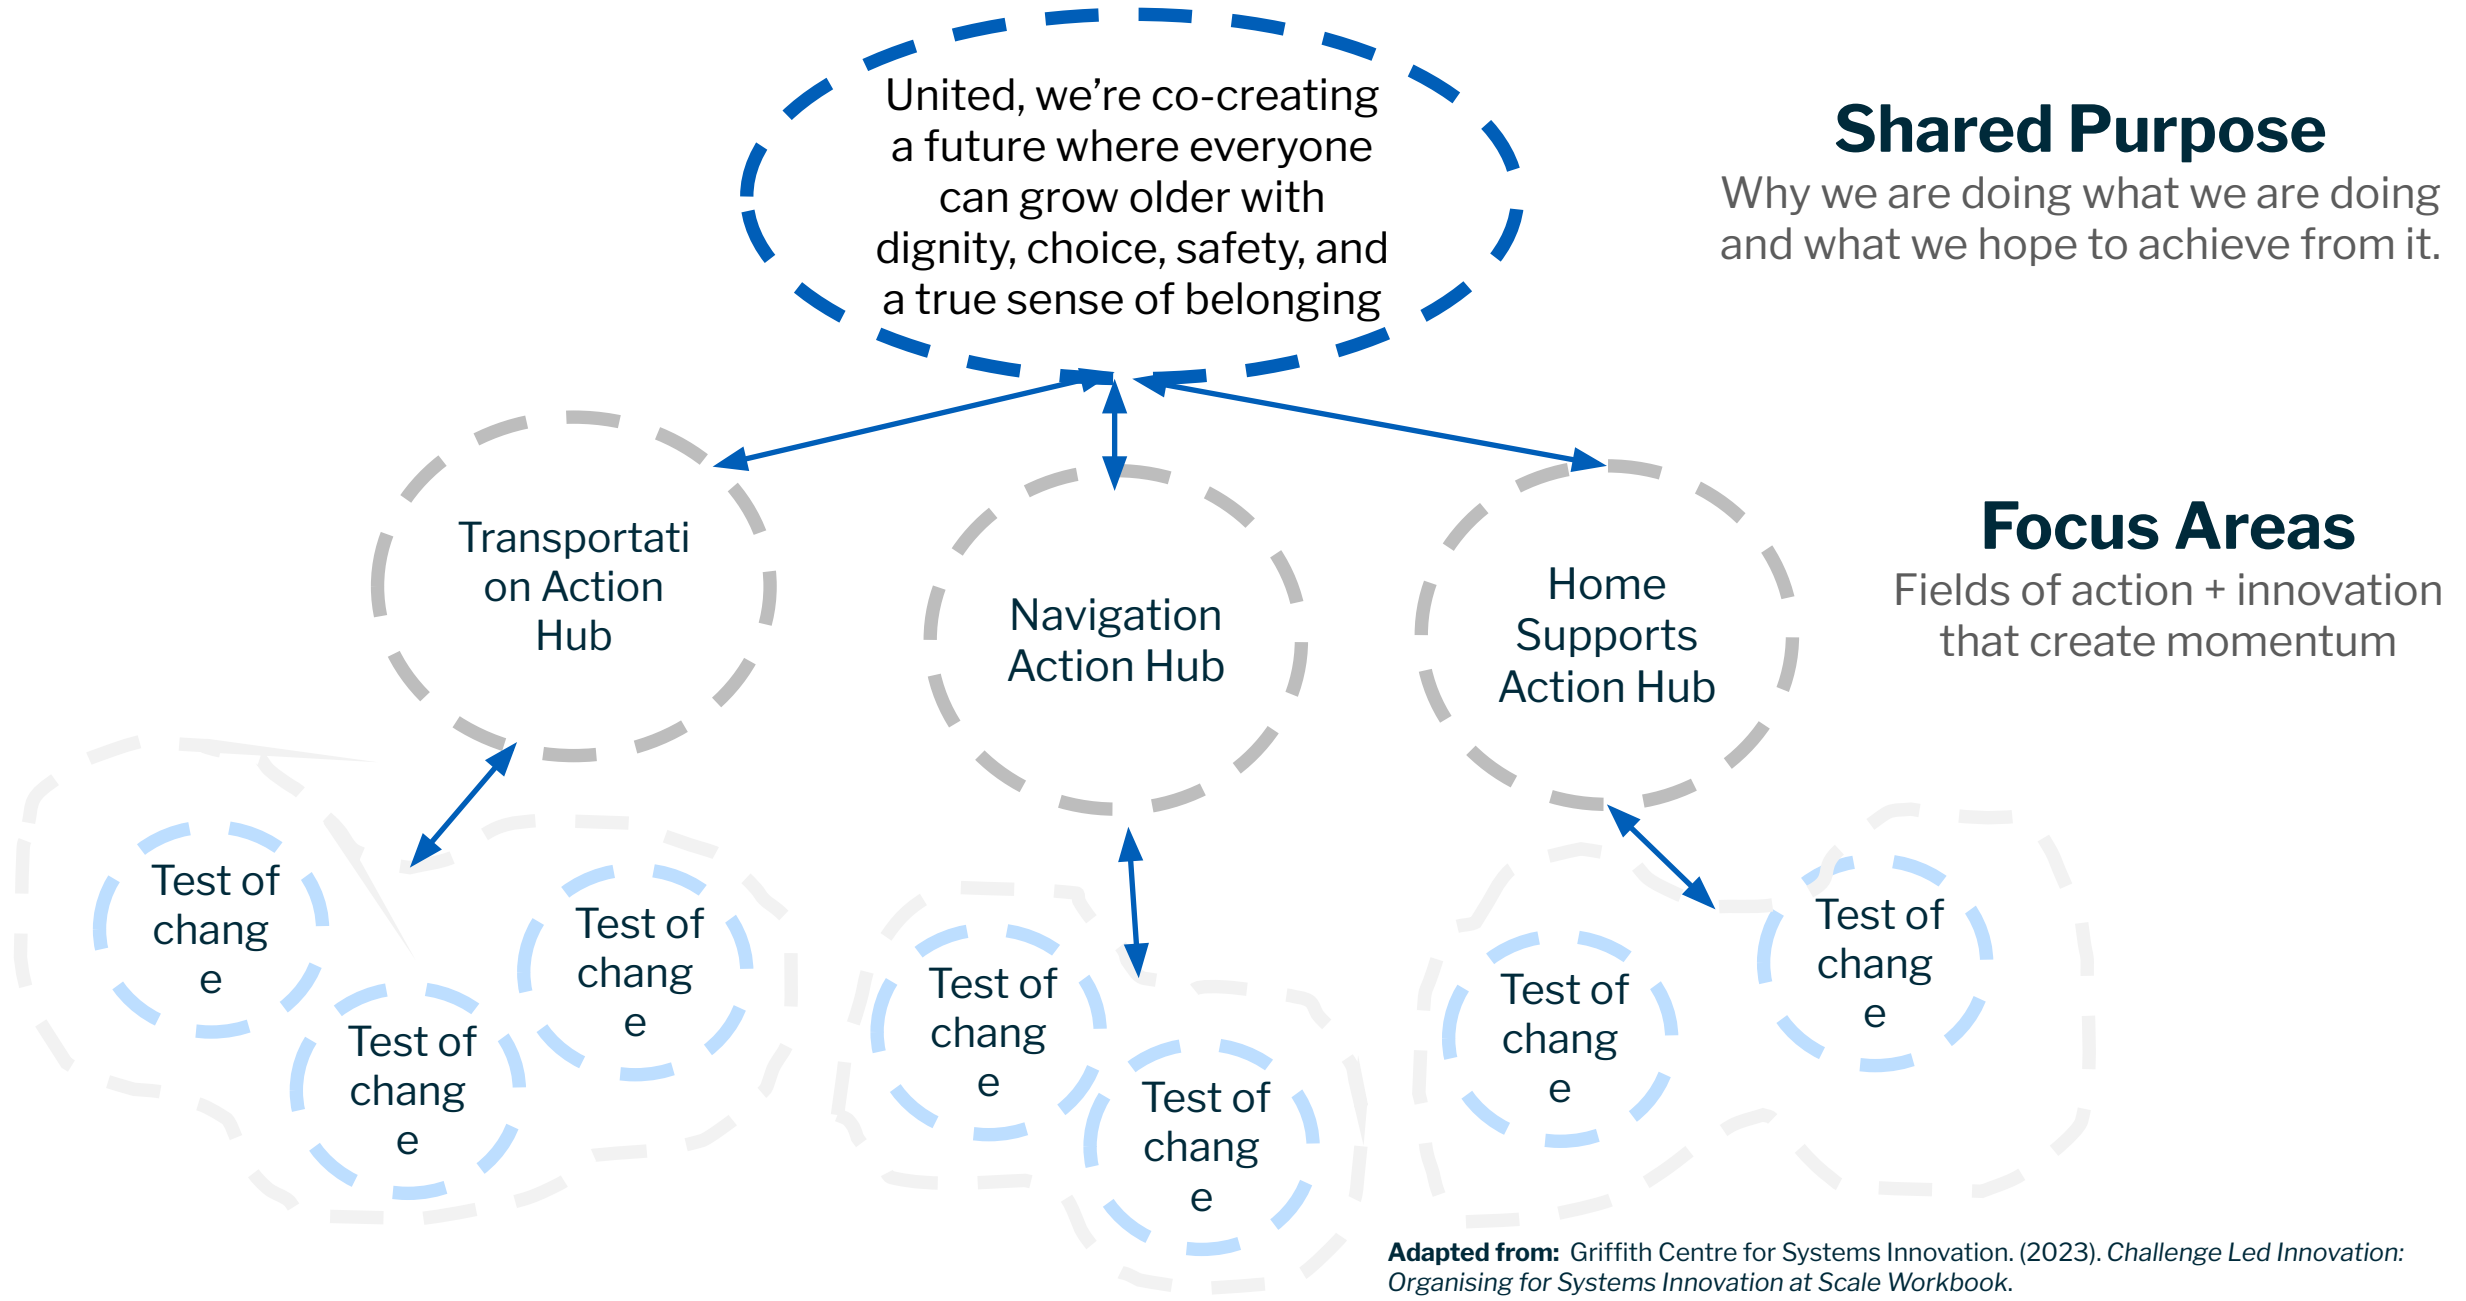 United, we’re co-creating
a future where everyone
can grow older with
dignity, choice, safety, and
a true sense of belonging
Shared Purpose
Why we are doing what we are doing
and what we hope to achieve from it.
Transportati
on Action
Hub
Navigation
Action Hub
Home
Supports
Action Hub
Focus Areas
Fields of action + innovation
that create momentum
Test of
chang
e
Test of
chang
e
Test of
chang
e
Test of
chang
e
Test of
chang
e
Test of
chang
e
Test of
chang
e
Adapted from: Griffith Centre for Systems Innovation. (2023). Challenge Led Innovation:
Organising for Systems Innovation at Scale Workbook.